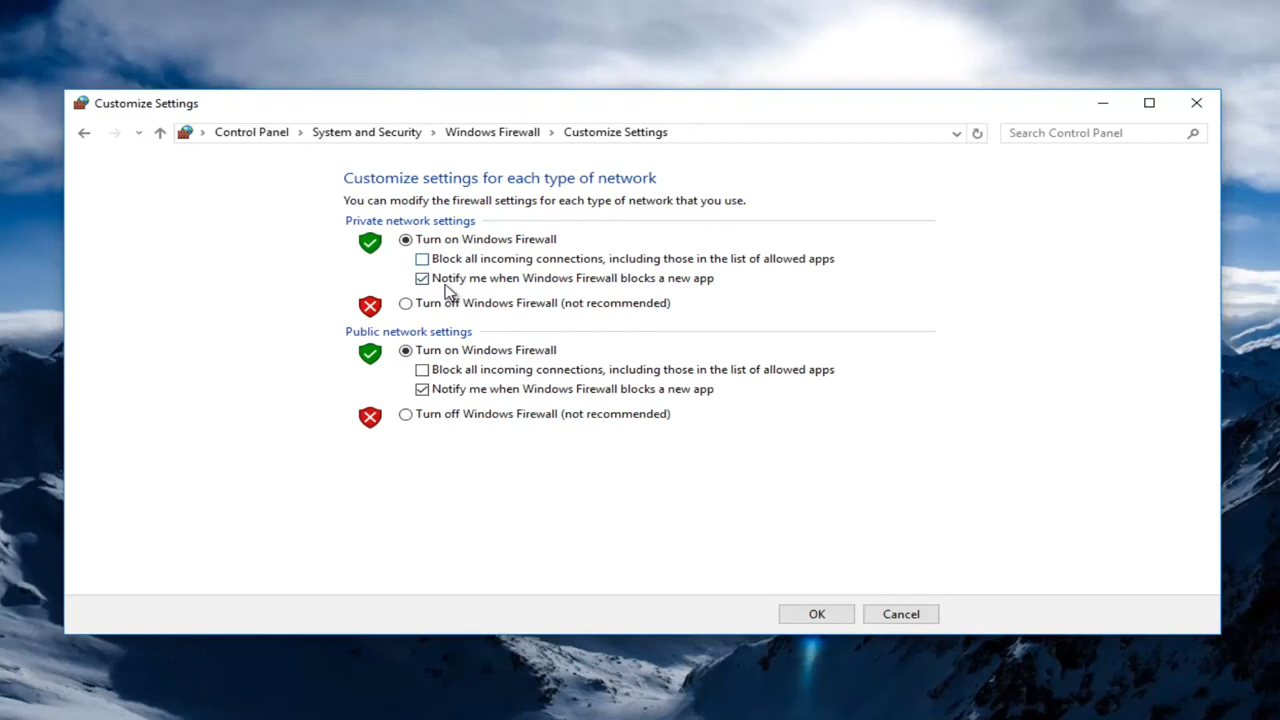 Customize Settings
Control Panel > System and Security > Windows Firewall > Customize Settings
Search Control Panel
Customize settings for each type of network
You can modify the firewall settings for each type of network that you use.
Private network settings
Turn on Windows Firewall
Block all incoming connections, including those in the list of allowed apps
Notify me when Windows Firewall blocks a new app
Turn off Windows Firewall (not recommended)
Public network settings
Turn on Windows Firewall
Block all incoming connections, including those in the list of allowed apps
Notify me when Windows Firewall blocks a new app
Turn off Windows Firewall (not recommended)
OK
Cancel